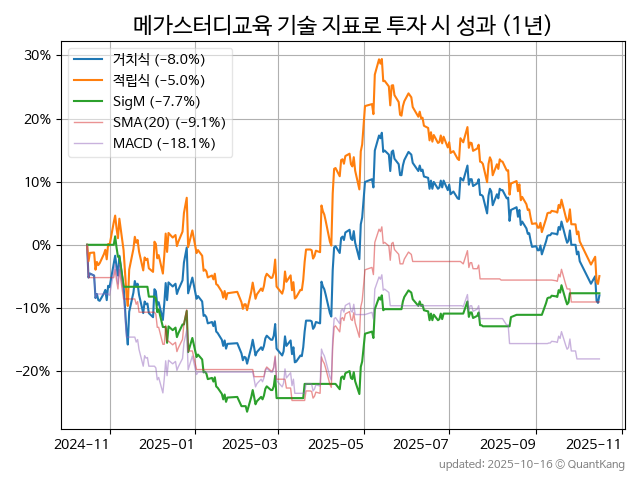 메가스터디교육 기술 지표로 투자 시 성과 (1년)
거치식 (-8.0%)
적립식 (-5.0%)
SigM (-7.7%)
SMA(20) (-9.1%)
MACD (-18.1%)
30%
20%
10%
0%
-10%
-20%
2024-11
2025-01
2025-03
2025-05
2025-07
2025-09
2025-11
updated: 2025-10-16 © QuantKang